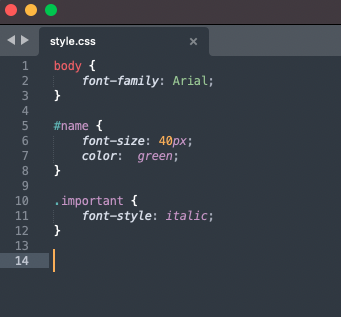 style.css
1 body {
2     font-family: Arial;
3 }
4
5 #name {
6     font-size: 40px;
7     color:  green;
8 }
9
10 .important {
11     font-style: italic;
12 }
13
14